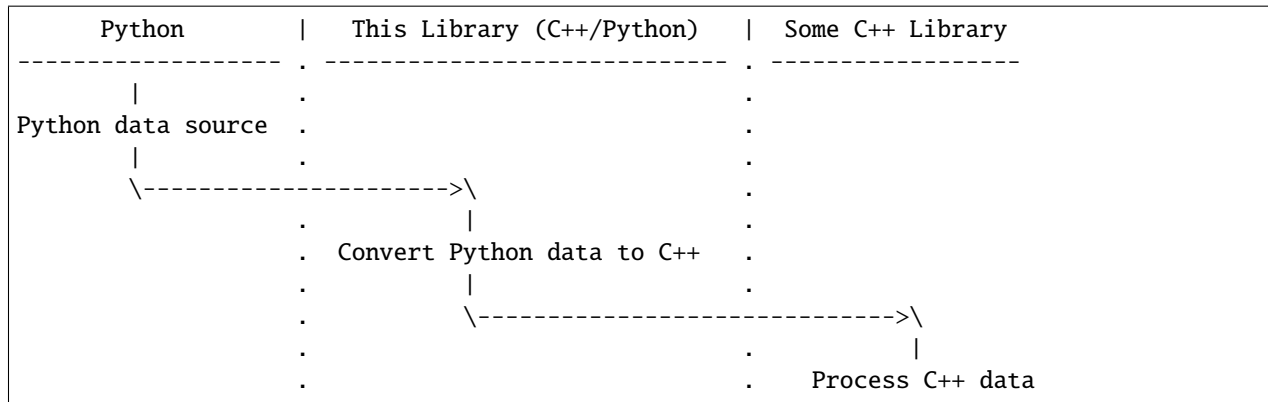 Python        |   This Library (C++/Python)   |  Some C++ Library
------------------- . ----------------------------- . ------------------
        |           .                               .
Python data source  .                               .
        |           .                               .
        \---------------------->\                   .
                    .           |                   .
                    .  Convert Python data to C++   .
                    .           |                   .
                    .           \------------------------------>\
                    .                               .           |
                    .                               .    Process C++ data